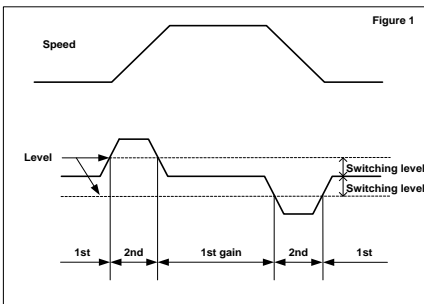 Figure 1
Speed
Level
Switching level
Switching level
1st 2nd 1st gain 2nd 1st